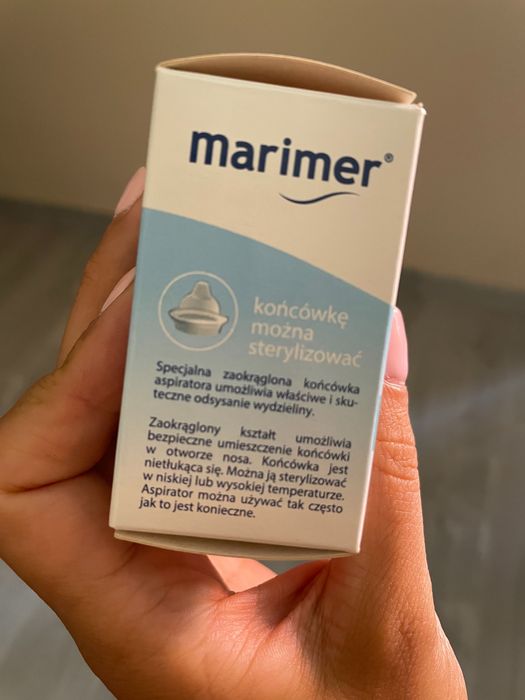 marimer®
końcówkę
można
sterylizować
Specjalna zaokrąglona końcówka
aspiratora umożliwia właściwe i sku-
teczne odsysanie wydzieliny.
Zaokrąglony kształt umożliwia
bezpieczne umieszczenie końcówki
w otworze nosa. Końcówka jest
nietłukąca się. Można ją sterylizować
w niskiej lub wysokiej temperaturze.
Aspirator można używać tak często
jak to jest konieczne.